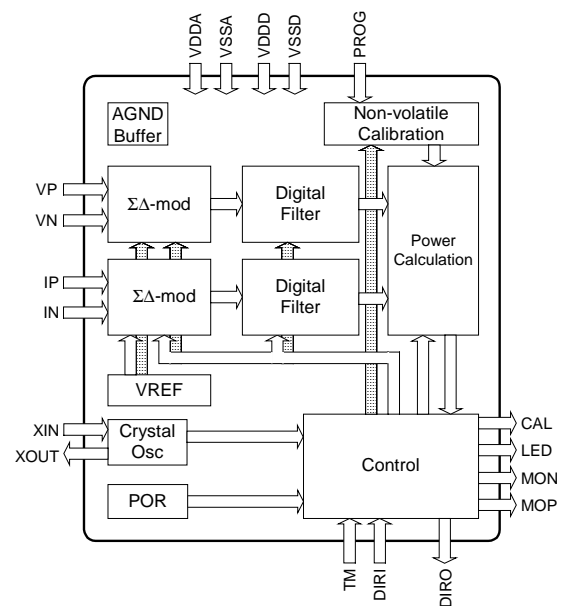 VDDA
VSSA
VDDD
VSSD
PROG
AGND
Buffer
Non-volatile
Calibration
VP
VN
ΣΔ-mod
Digital
Filter
Power
Calculation
IP
IN
ΣΔ-mod
Digital
Filter
VREF
XIN
XOUT
Crystal
Osc
Control
CAL
LED
MON
MOP
POR
TM
DIRI
DIRO